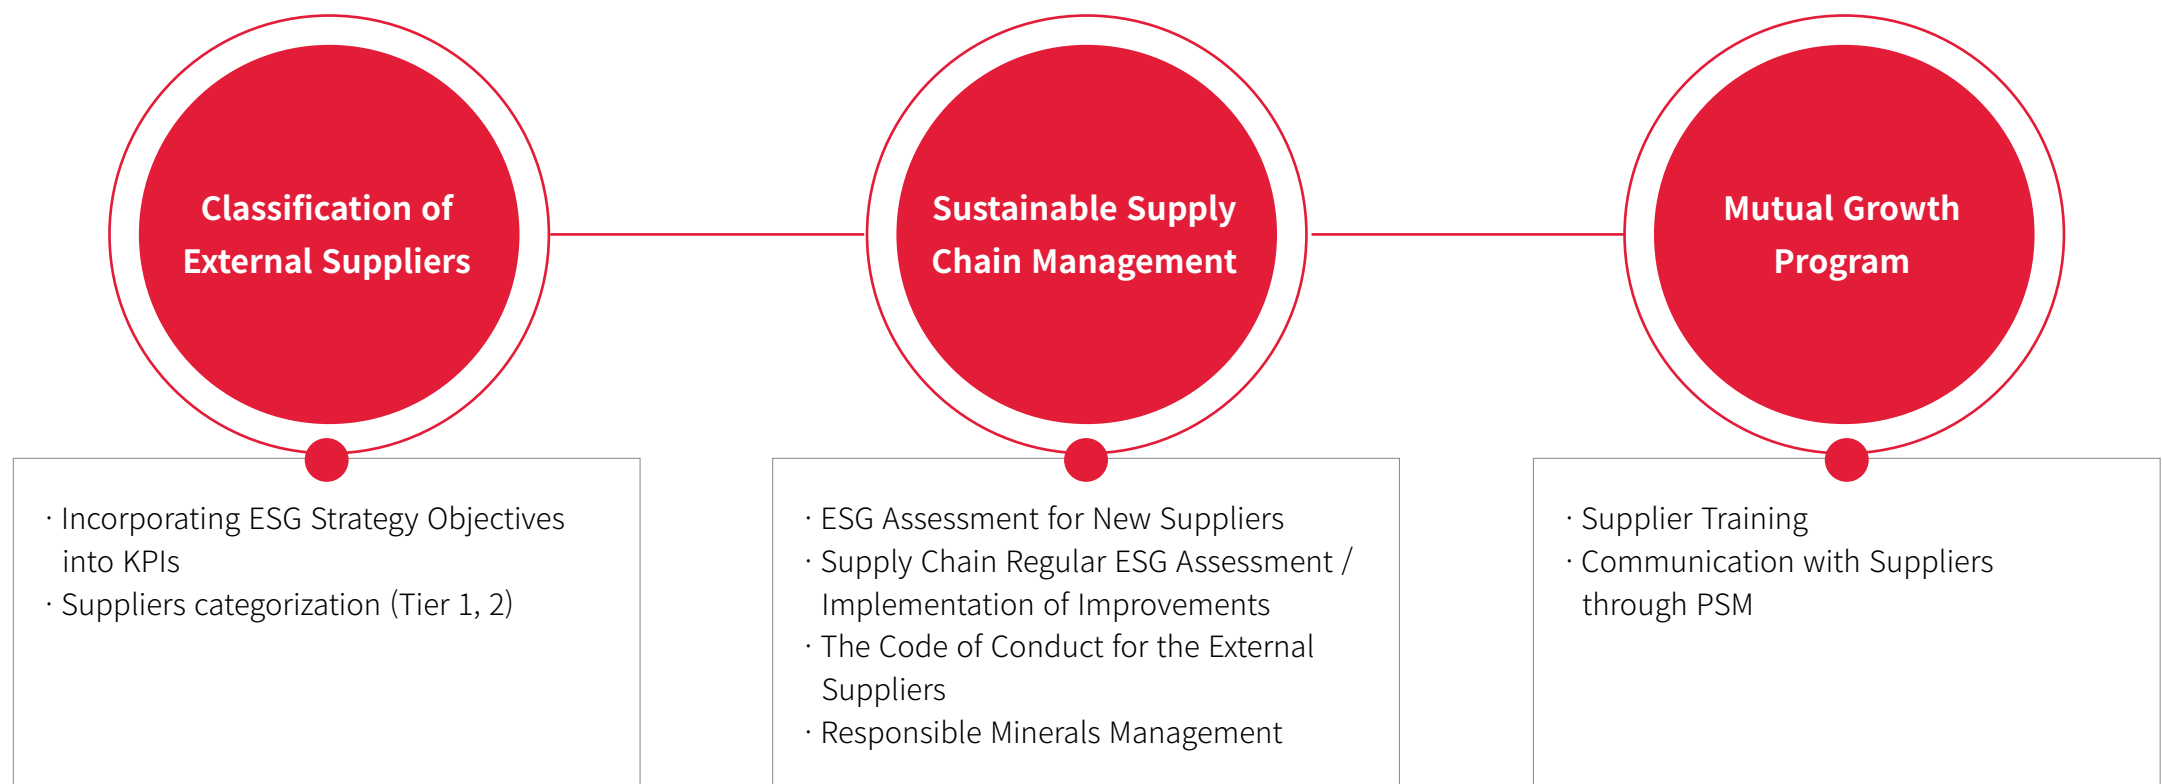 Classification of
External Suppliers
Sustainable Supply
Chain Management
Mutual Growth
Program
· Incorporating ESG Strategy Objectives
into KPIs
· Suppliers categorization (Tier 1, 2)
· ESG Assessment for New Suppliers
· Supply Chain Regular ESG Assessment /
Implementation of Improvements
· The Code of Conduct for the External
Suppliers
· Responsible Minerals Management
· Supplier Training
· Communication with Suppliers
through PSM